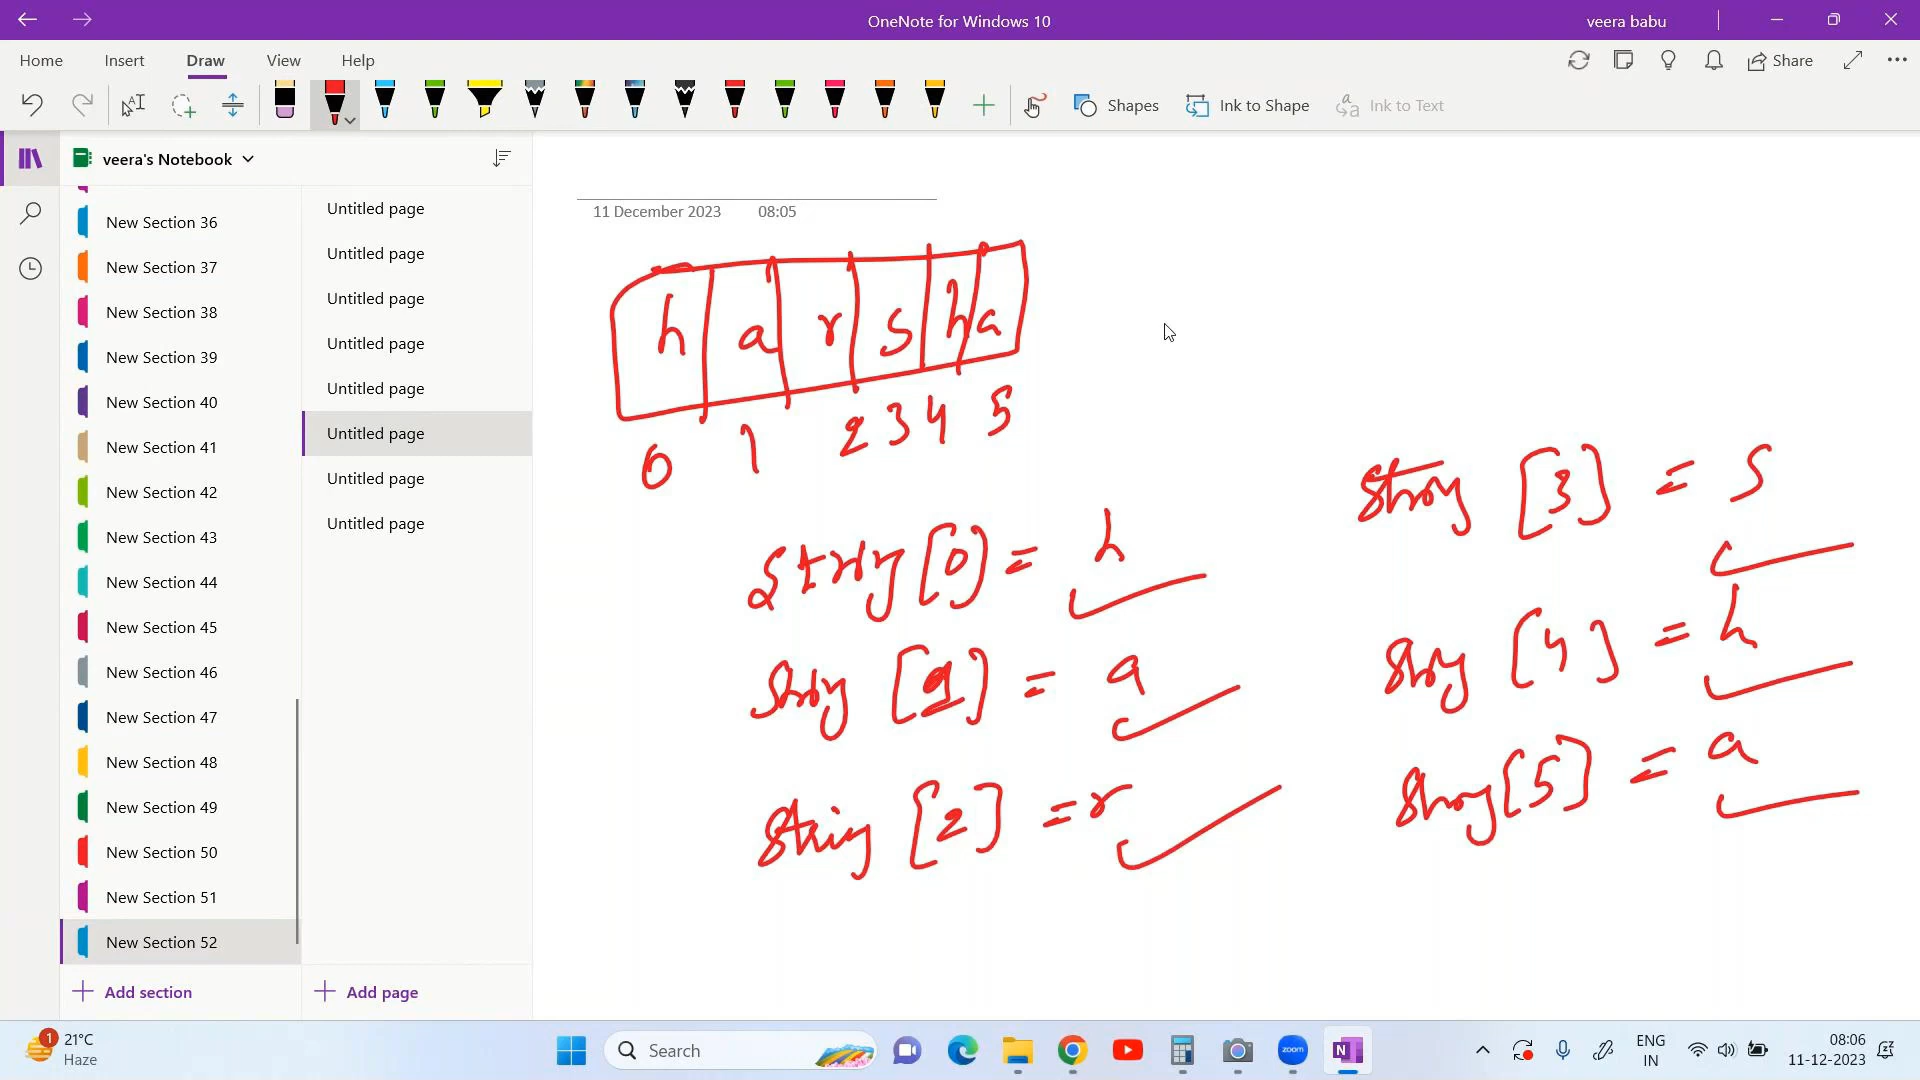 OneNote for Windows 10
veera babu
Home Insert Draw View Help
Share
Shapes
Ink to Shape
Ink to Text
veera's Notebook
New Section 36
New Section 37
New Section 38
New Section 39
New Section 40
New Section 41
New Section 42
New Section 43
New Section 44
New Section 45
New Section 46
New Section 47
New Section 48
New Section 49
New Section 50
New Section 51
New Section 52
Add section
Untitled page
Untitled page
Untitled page
Untitled page
Untitled page
Untitled page
Untitled page
Untitled page
Add page
11 December 2023 08:05
h a r s h a
0 1 2 3 4 5
String [0] = h
String [1] = a
String [2] = r
String [3] = s
String [4] = h
String [5] = a
1
21°C
Haze
Search
zoom
ENG
IN
08:06
11-12-2023